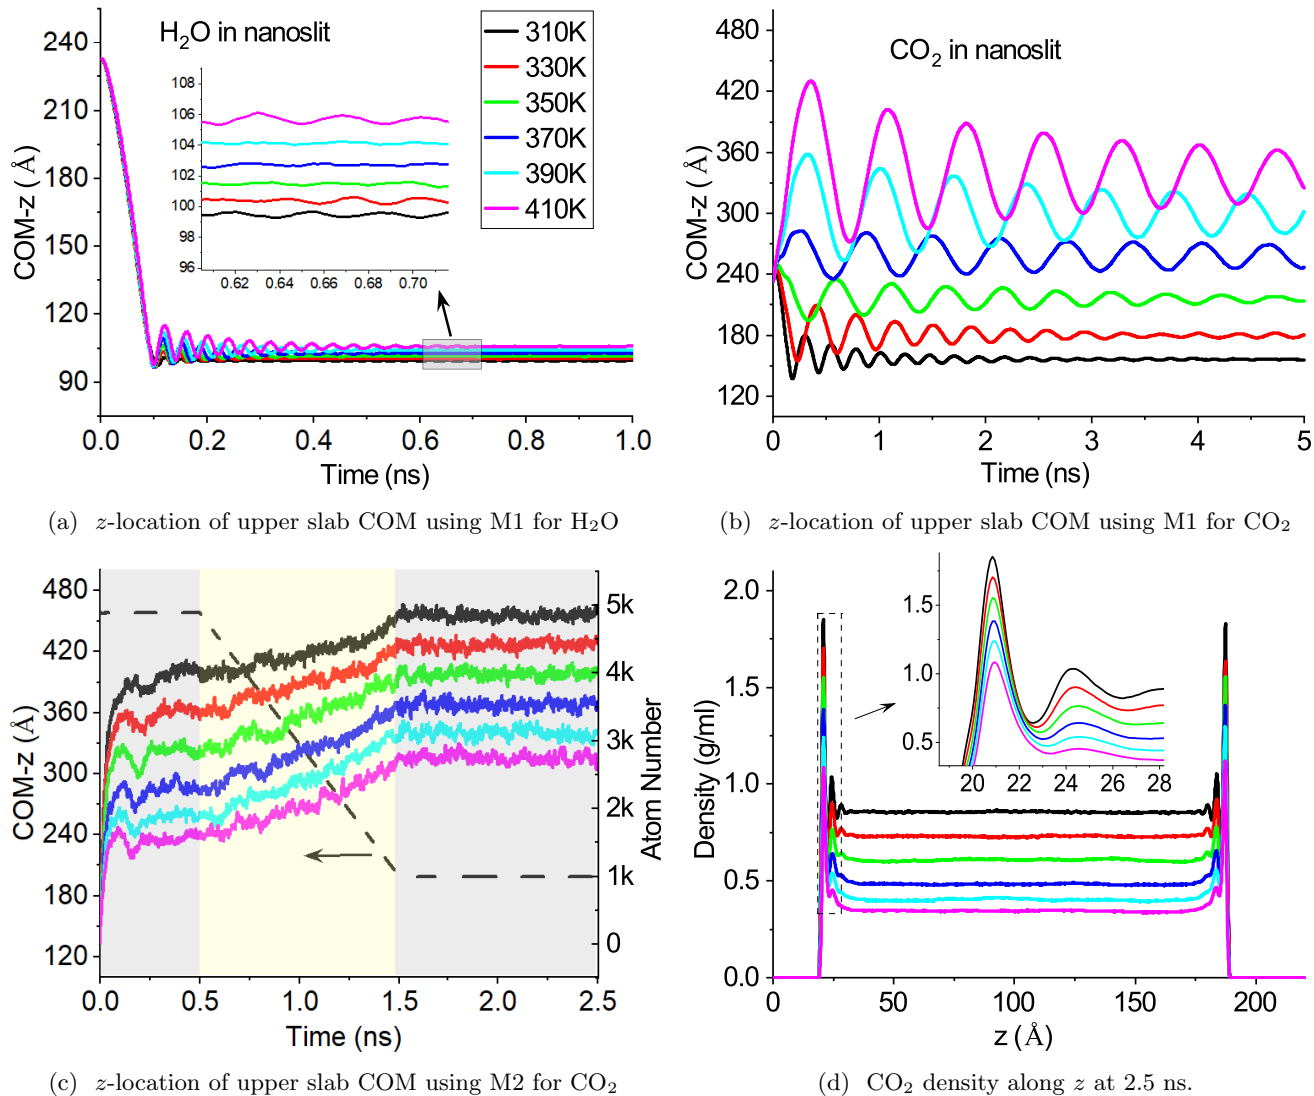 H₂O in nanoslit
310K
330K
350K
370K
390K
410K
240
210
180
150
120
90
COM-z (Å)
108
106
104
102
100
98
96
0.62 0.64 0.66 0.68 0.70
0.0 0.2 0.4 0.6 0.8 1.0
Time (ns)
(a) z-location of upper slab COM using M1 for H₂O
CO₂ in nanoslit
480
420
360
300
240
180
120
COM-z (Å)
0 1 2 3 4 5
Time (ns)
(b) z-location of upper slab COM using M1 for CO₂
480
420
360
300
240
180
120
COM-z (Å)
5k
4k
3k
2k
1k
0
Atom Number
0.0 0.5 1.0 1.5 2.0 2.5
Time (ns)
(c) z-location of upper slab COM using M2 for CO₂
2.0
1.5
1.0
0.5
0.0
Density (g/ml)
1.5
1.0
0.5
20 22 24 26 28
0 50 100 150 200
z (Å)
(d) CO₂ density along z at 2.5 ns.